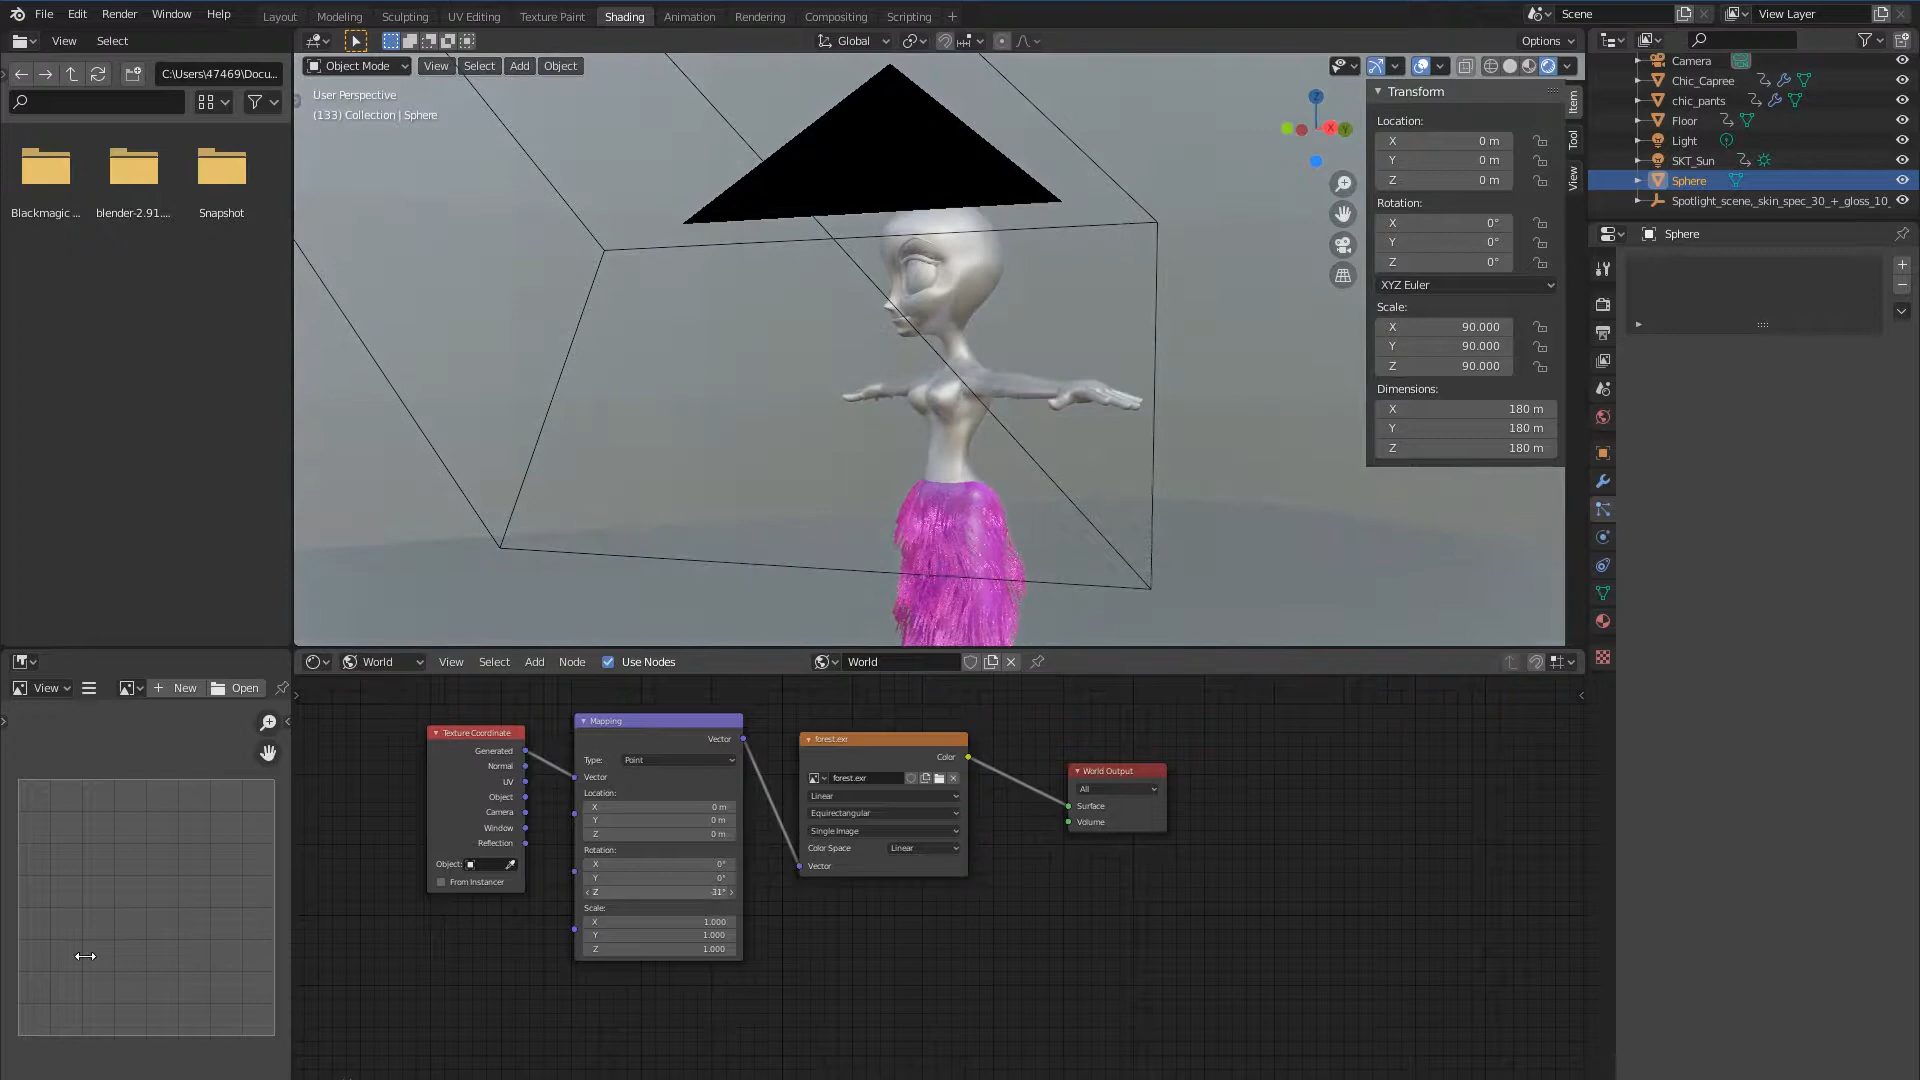 File Edit Render Window Help
Layout Modeling Sculpting UV Editing Texture Paint Shading Animation Rendering Compositing Scripting +
Scene
View Layer
View Select
Global
Options
C:\Users\47469\Docu...
Object Mode View Select Add Object
User Perspective
(133) Collection | Sphere
Blackmagic ...
blender-2.91....
Snapshot
Z
X
Y
Transform
Location:
X 0 m
Y 0 m
Z 0 m
Rotation:
X 0°
Y 0°
Z 0°
XYZ Euler
Scale:
X 90.000
Y 90.000
Z 90.000
Dimensions:
X 180 m
Y 180 m
Z 180 m
Item
Tool
View
Camera
Chic_Capree
chic_pants
Floor
Light
SKT_Sun
Sphere
Spotlight_scene,_skin_spec_30_+_gloss_10_
Sphere
View New Open
World View Select Add Node Use Nodes World
Texture Coordinate
Generated
Normal
UV
Object
Camera
Window
Reflection
Object:
From Instancer
Mapping
Vector
Type: Point
Vector
Location:
X 0 m
Y 0 m
Z 0 m
Rotation:
X 0°
Y 0°
Z 31°
Scale:
X 1.000
Y 1.000
Z 1.000
forest.exr
Color
forest.exr
Linear
Equirectangular
Single Image
Color Space Linear
Vector
World Output
All
Surface
Volume